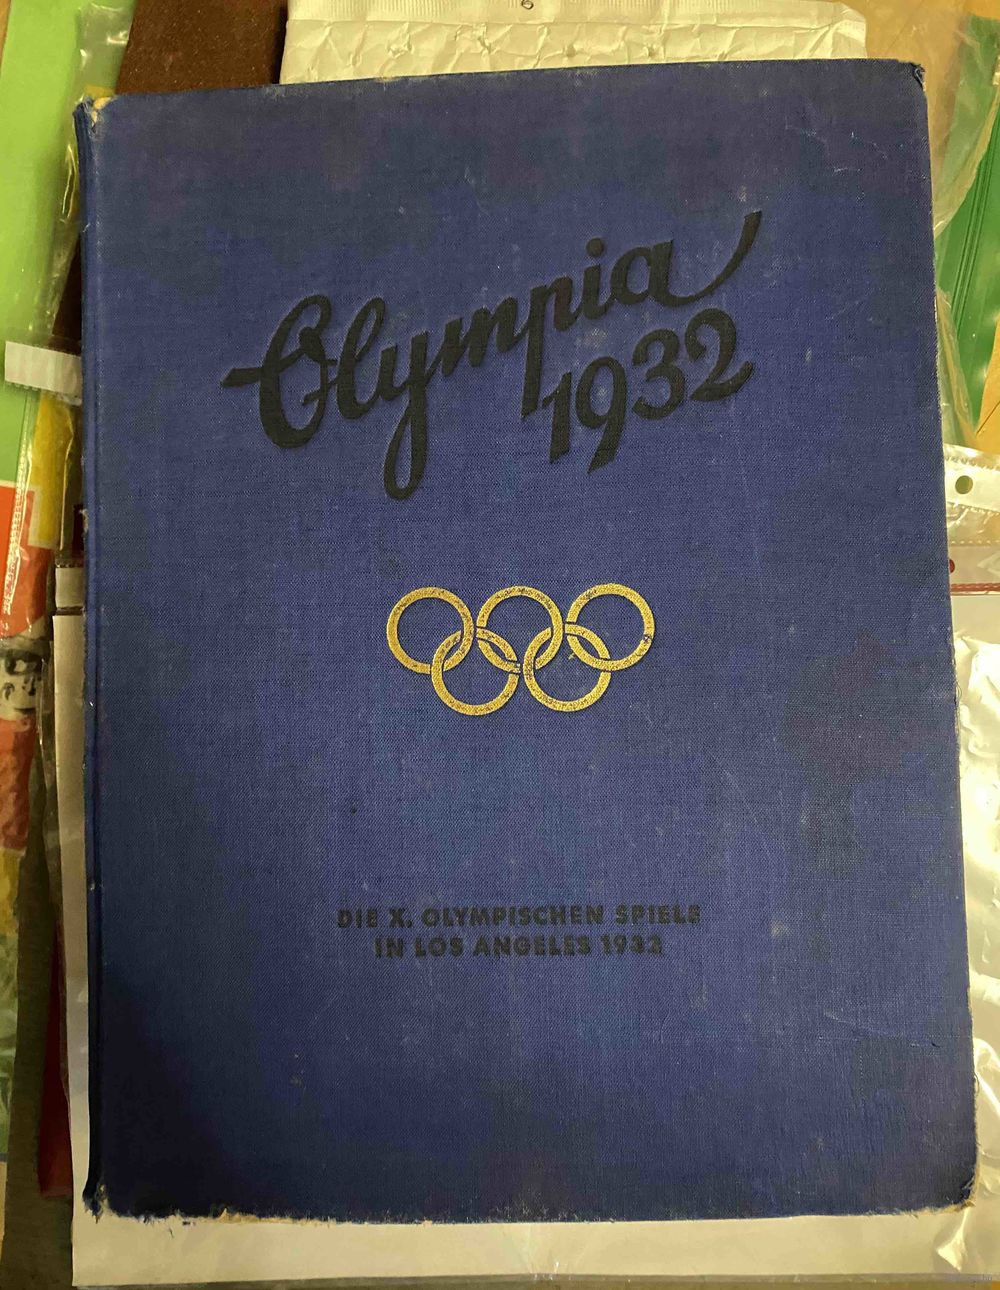 Olympia
1932
DIE X. OLYMPISCHEN SPIELE
IN LOS ANGELES 1932